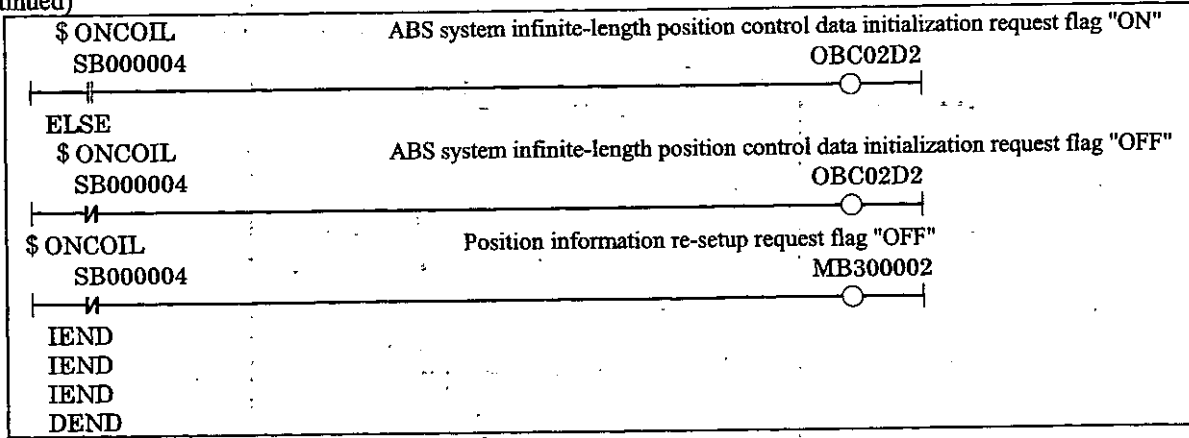 tinued)
$ ONCOIL ABS system infinite-length position control data initialization request flag "ON"
SB000004 OBC02D2
ELSE
$ ONCOIL ABS system infinite-length position control data initialization request flag "OFF"
SB000004 OBC02D2
$ ONCOIL Position information re-setup request flag "OFF"
SB000004 MB300002
IEND
IEND
IEND
DEND